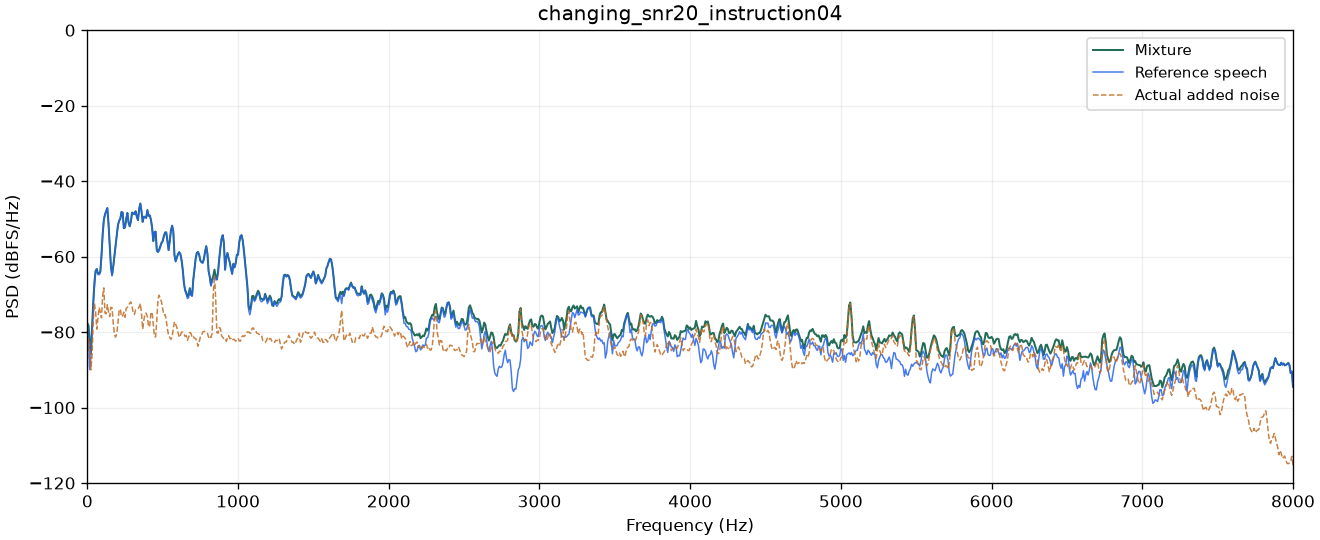 changing_snr20_instruction04
Mixture
Reference speech
Actual added noise
PSD (dBFS/Hz)
0
−20
−40
−60
−80
−100
−120
0 1000 2000 3000 4000 5000 6000 7000 8000
Frequency (Hz)